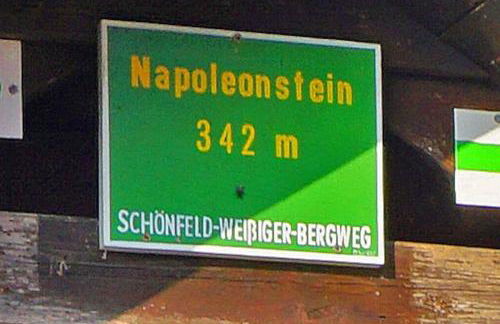 Napoleonstein
342 m
SCHÖNFELD-WEIßIGER-BERGWEG